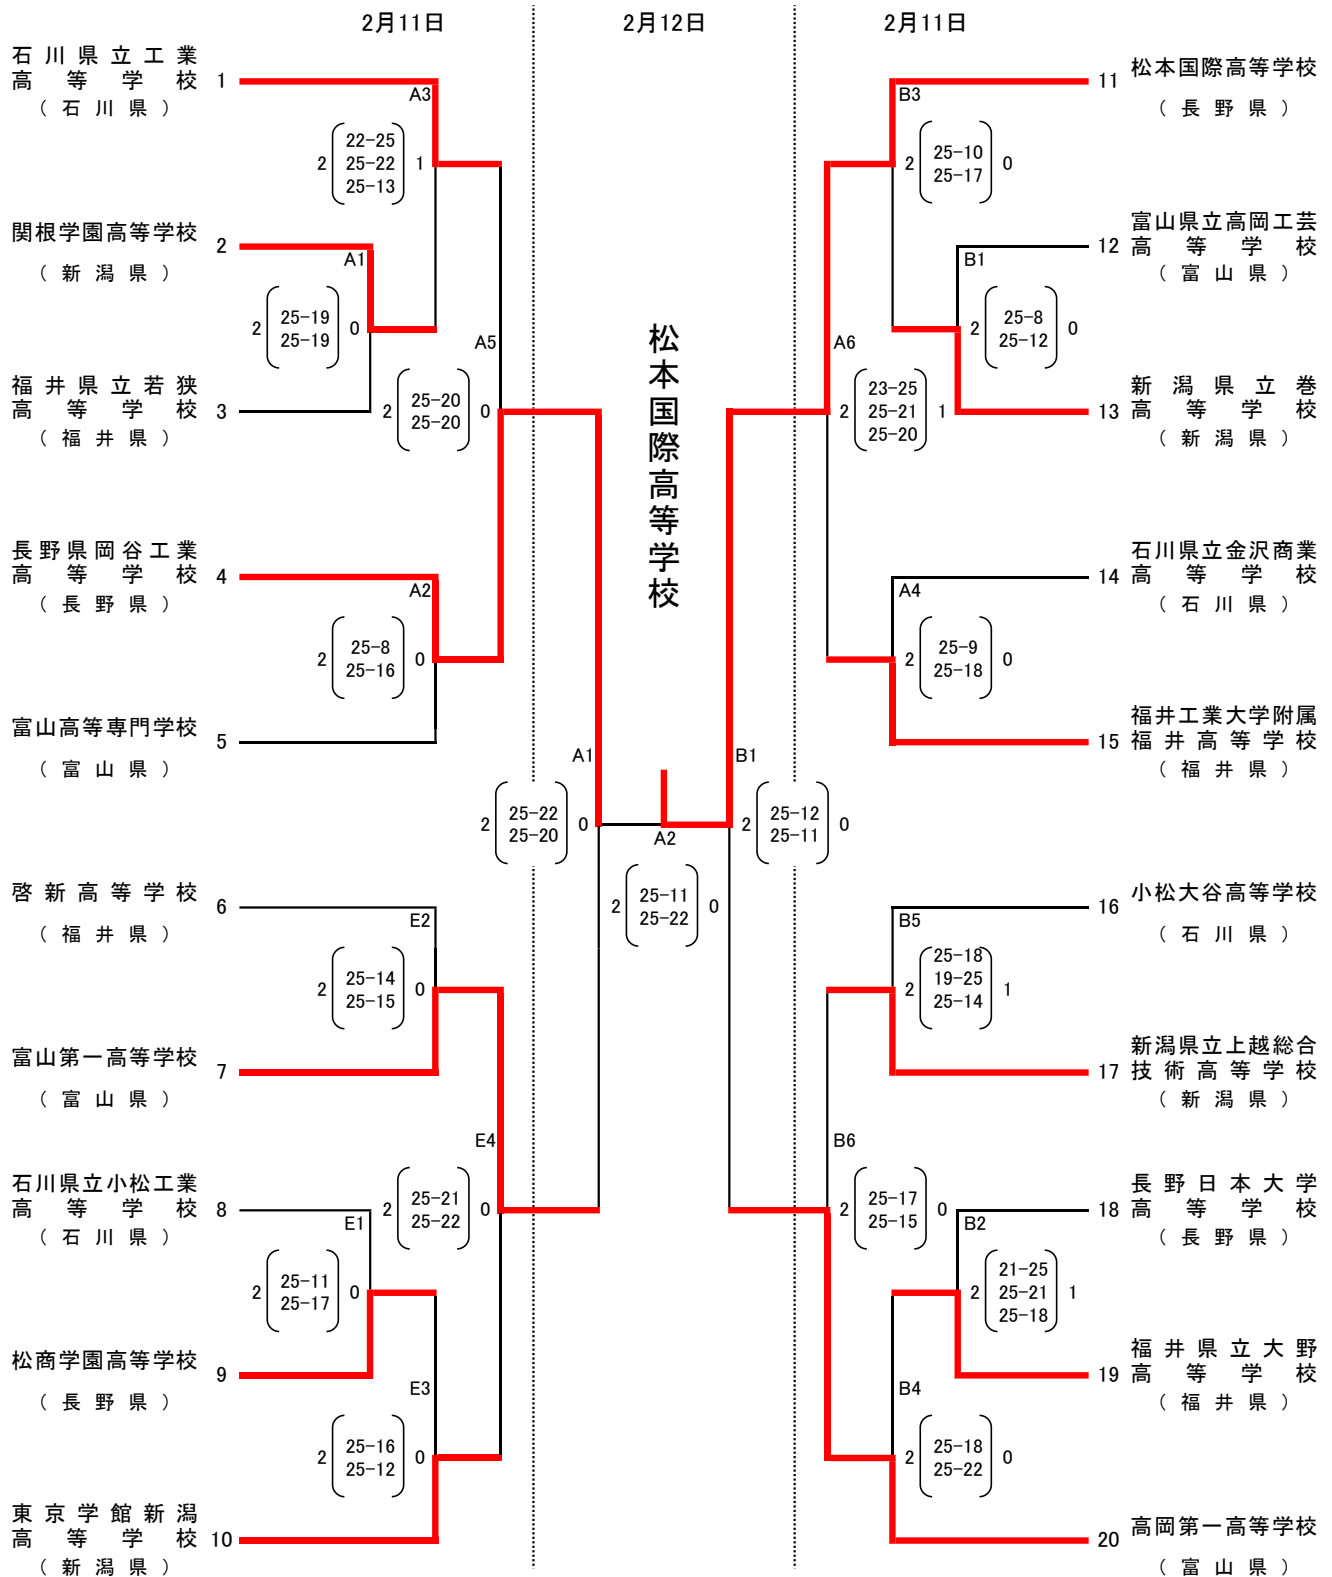 2月11日
2月12日
2月11日
石川県立工業
高等学校
1
（石川県）
A3
22-25
2 25-22 1
25-13
関根学園高等学校
2
（新潟県）
A1
25-19
2 0
25-19
福井県立若狭
高等学校
3
（福井県）
A5
25-20
2 0
25-20
長野県岡谷工業
高等学校
4
（長野県）
A2
25-8
2 0
25-16
富山高等専門学校
5
（富山県）
A1
25-22
2 0
25-20
啓新高等学校
6
（福井県）
E2
25-14
2 0
25-15
富山第一高等学校
7
（富山県）
E4
25-21
2 0
25-22
石川県立小松工業
高等学校
8
（石川県）
E1
25-11
2 0
25-17
松商学園高等学校
9
（長野県）
E3
25-16
2 0
25-12
東京学館新潟
高等学校
10
（新潟県）
松本国際高等学校
A2
25-11
2 0
25-22
松本国際高等学校
11
（長野県）
B3
25-10
2 0
25-17
富山県立高岡工芸
12
高等学校
（富山県）
B1
25-8
2 0
25-12
A6
23-25
2 25-21 1
25-20
新潟県立巻
13
高等学校
（新潟県）
石川県立金沢商業
14
高等学校
（石川県）
A4
25-9
2 0
25-18
福井工業大学附属
15
福井高等学校
（福井県）
B1
25-12
2 0
25-11
小松大谷高等学校
16
（石川県）
B5
25-18
2 19-25 1
25-14
新潟県立上越総合
17
技術高等学校
（新潟県）
B6
25-17
2 0
25-15
長野日本大学
18
高等学校
（長野県）
B2
21-25
2 25-21 1
25-18
福井県立大野
19
高等学校
（福井県）
B4
25-18
2 0
25-22
高岡第一高等学校
20
（富山県）